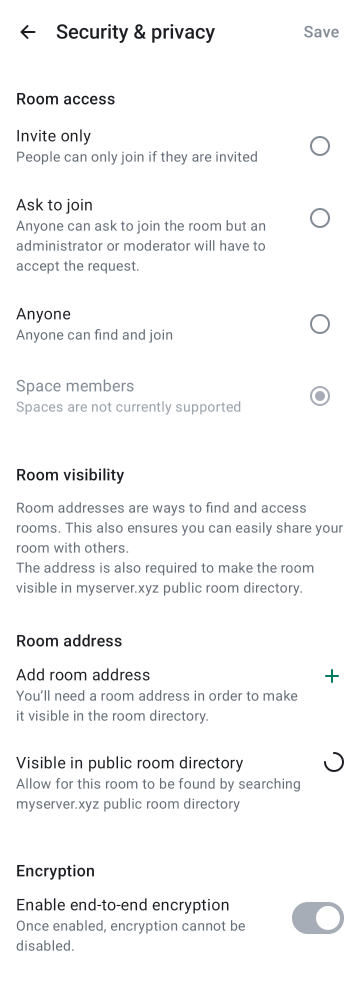 Security & privacy
Save
Room access
Invite only
People can only join if they are invited
Ask to join
Anyone can ask to join the room but an
administrator or moderator will have to
accept the request.
Anyone
Anyone can find and join
Space members
Spaces are not currently supported
Room visibility
Room addresses are ways to find and access
rooms. This also ensures you can easily share your
room with others.
The address is also required to make the room
visible in myserver.xyz public room directory.
Room address
Add room address
You’ll need a room address in order to make
it visible in the room directory.
Visible in public room directory
Allow for this room to be found by searching
myserver.xyz public room directory
Encryption
Enable end-to-end encryption
Once enabled, encryption cannot be
disabled.